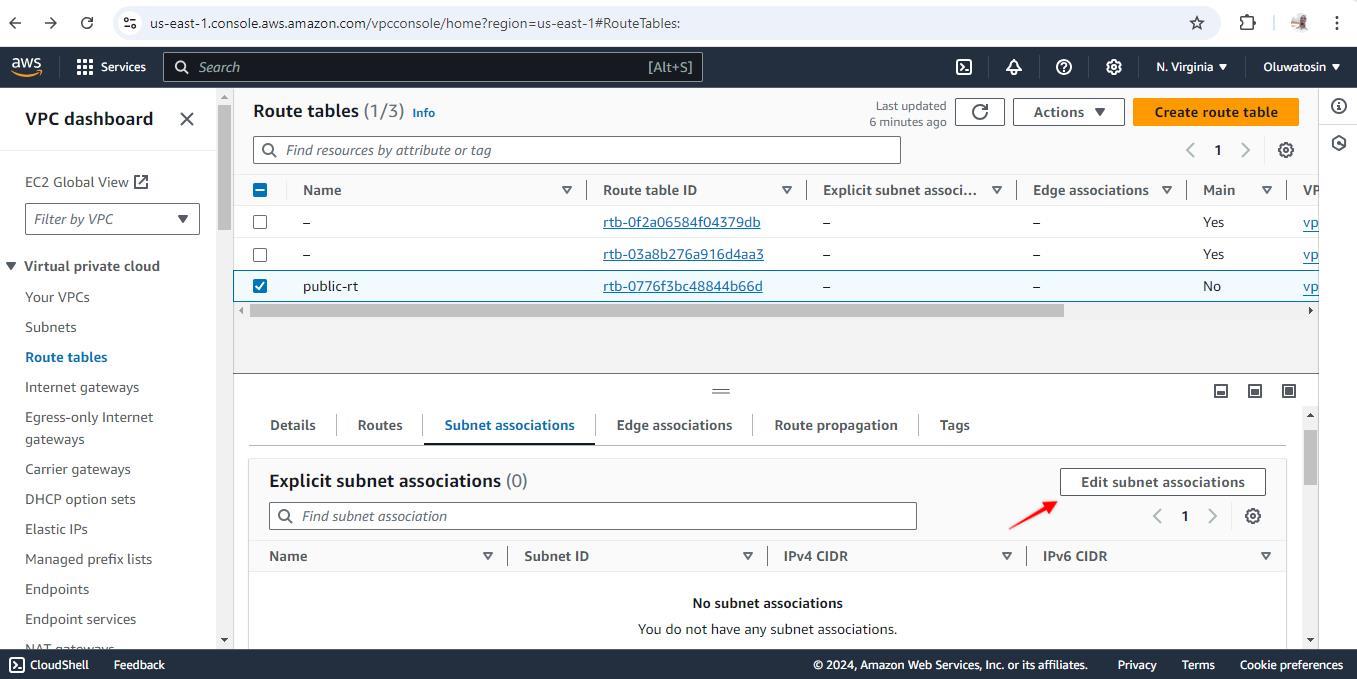 us-east-1.console.aws.amazon.com/vpcconsole/home?region=us-east-1#RouteTables:
aws Services Search [Alt+S] N. Virginia Oluwatosin
VPC dashboard
EC2 Global View
Filter by VPC
Virtual private cloud
Your VPCs
Subnets
Route tables
Internet gateways
Egress-only Internet
gateways
Carrier gateways
DHCP option sets
Elastic IPs
Managed prefix lists
Endpoints
Endpoint services
NAT gateways
Route tables (1/3) Info
Last updated
6 minutes ago
Actions
Create route table
Find resources by attribute or tag
1
Name Route table ID Explicit subnet associ... Edge associations Main VP
– rtb-0f2a06584f04379db – – Yes vp
– rtb-03a8b276a916d4aa3 – – Yes vp
public-rt rtb-0776f3bc48844b66d – – No vp
Details Routes Subnet associations Edge associations Route propagation Tags
Explicit subnet associations (0)
Edit subnet associations
Find subnet association
1
Name Subnet ID IPv4 CIDR IPv6 CIDR
No subnet associations
You do not have any subnet associations.
CloudShell Feedback © 2024, Amazon Web Services, Inc. or its affiliates. Privacy Terms Cookie preferences